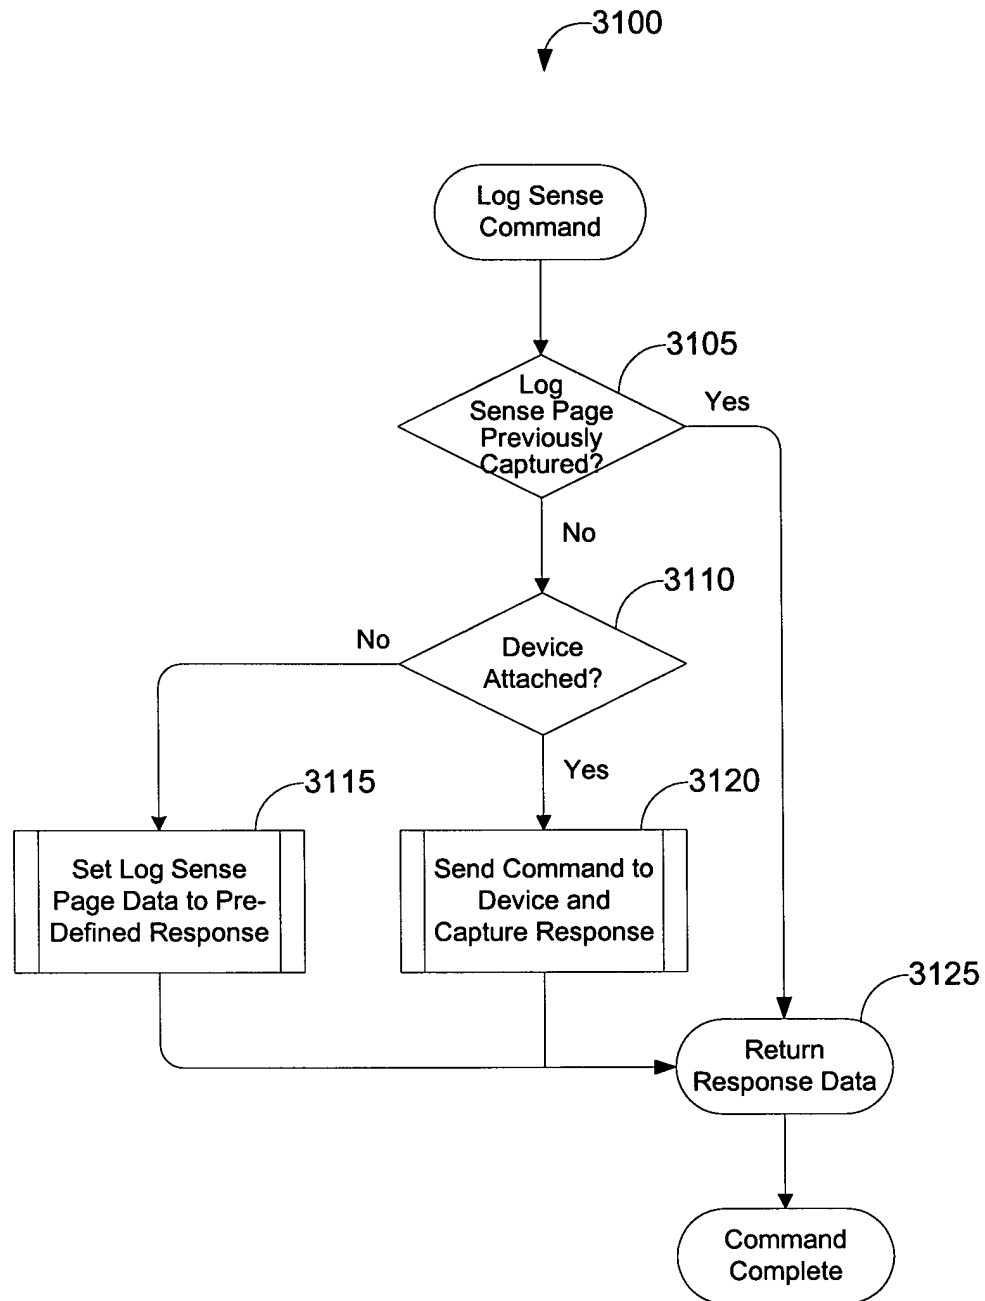 3100
Log Sense
Command
3105
Log
Sense Page
Previously
Captured?
Yes
No
3110
Device
Attached?
No
Yes
3115
3120
Set Log Sense
Page Data to Pre-
Defined Response
Send Command to
Device and
Capture Response
3125
Return
Response Data
Command
Complete